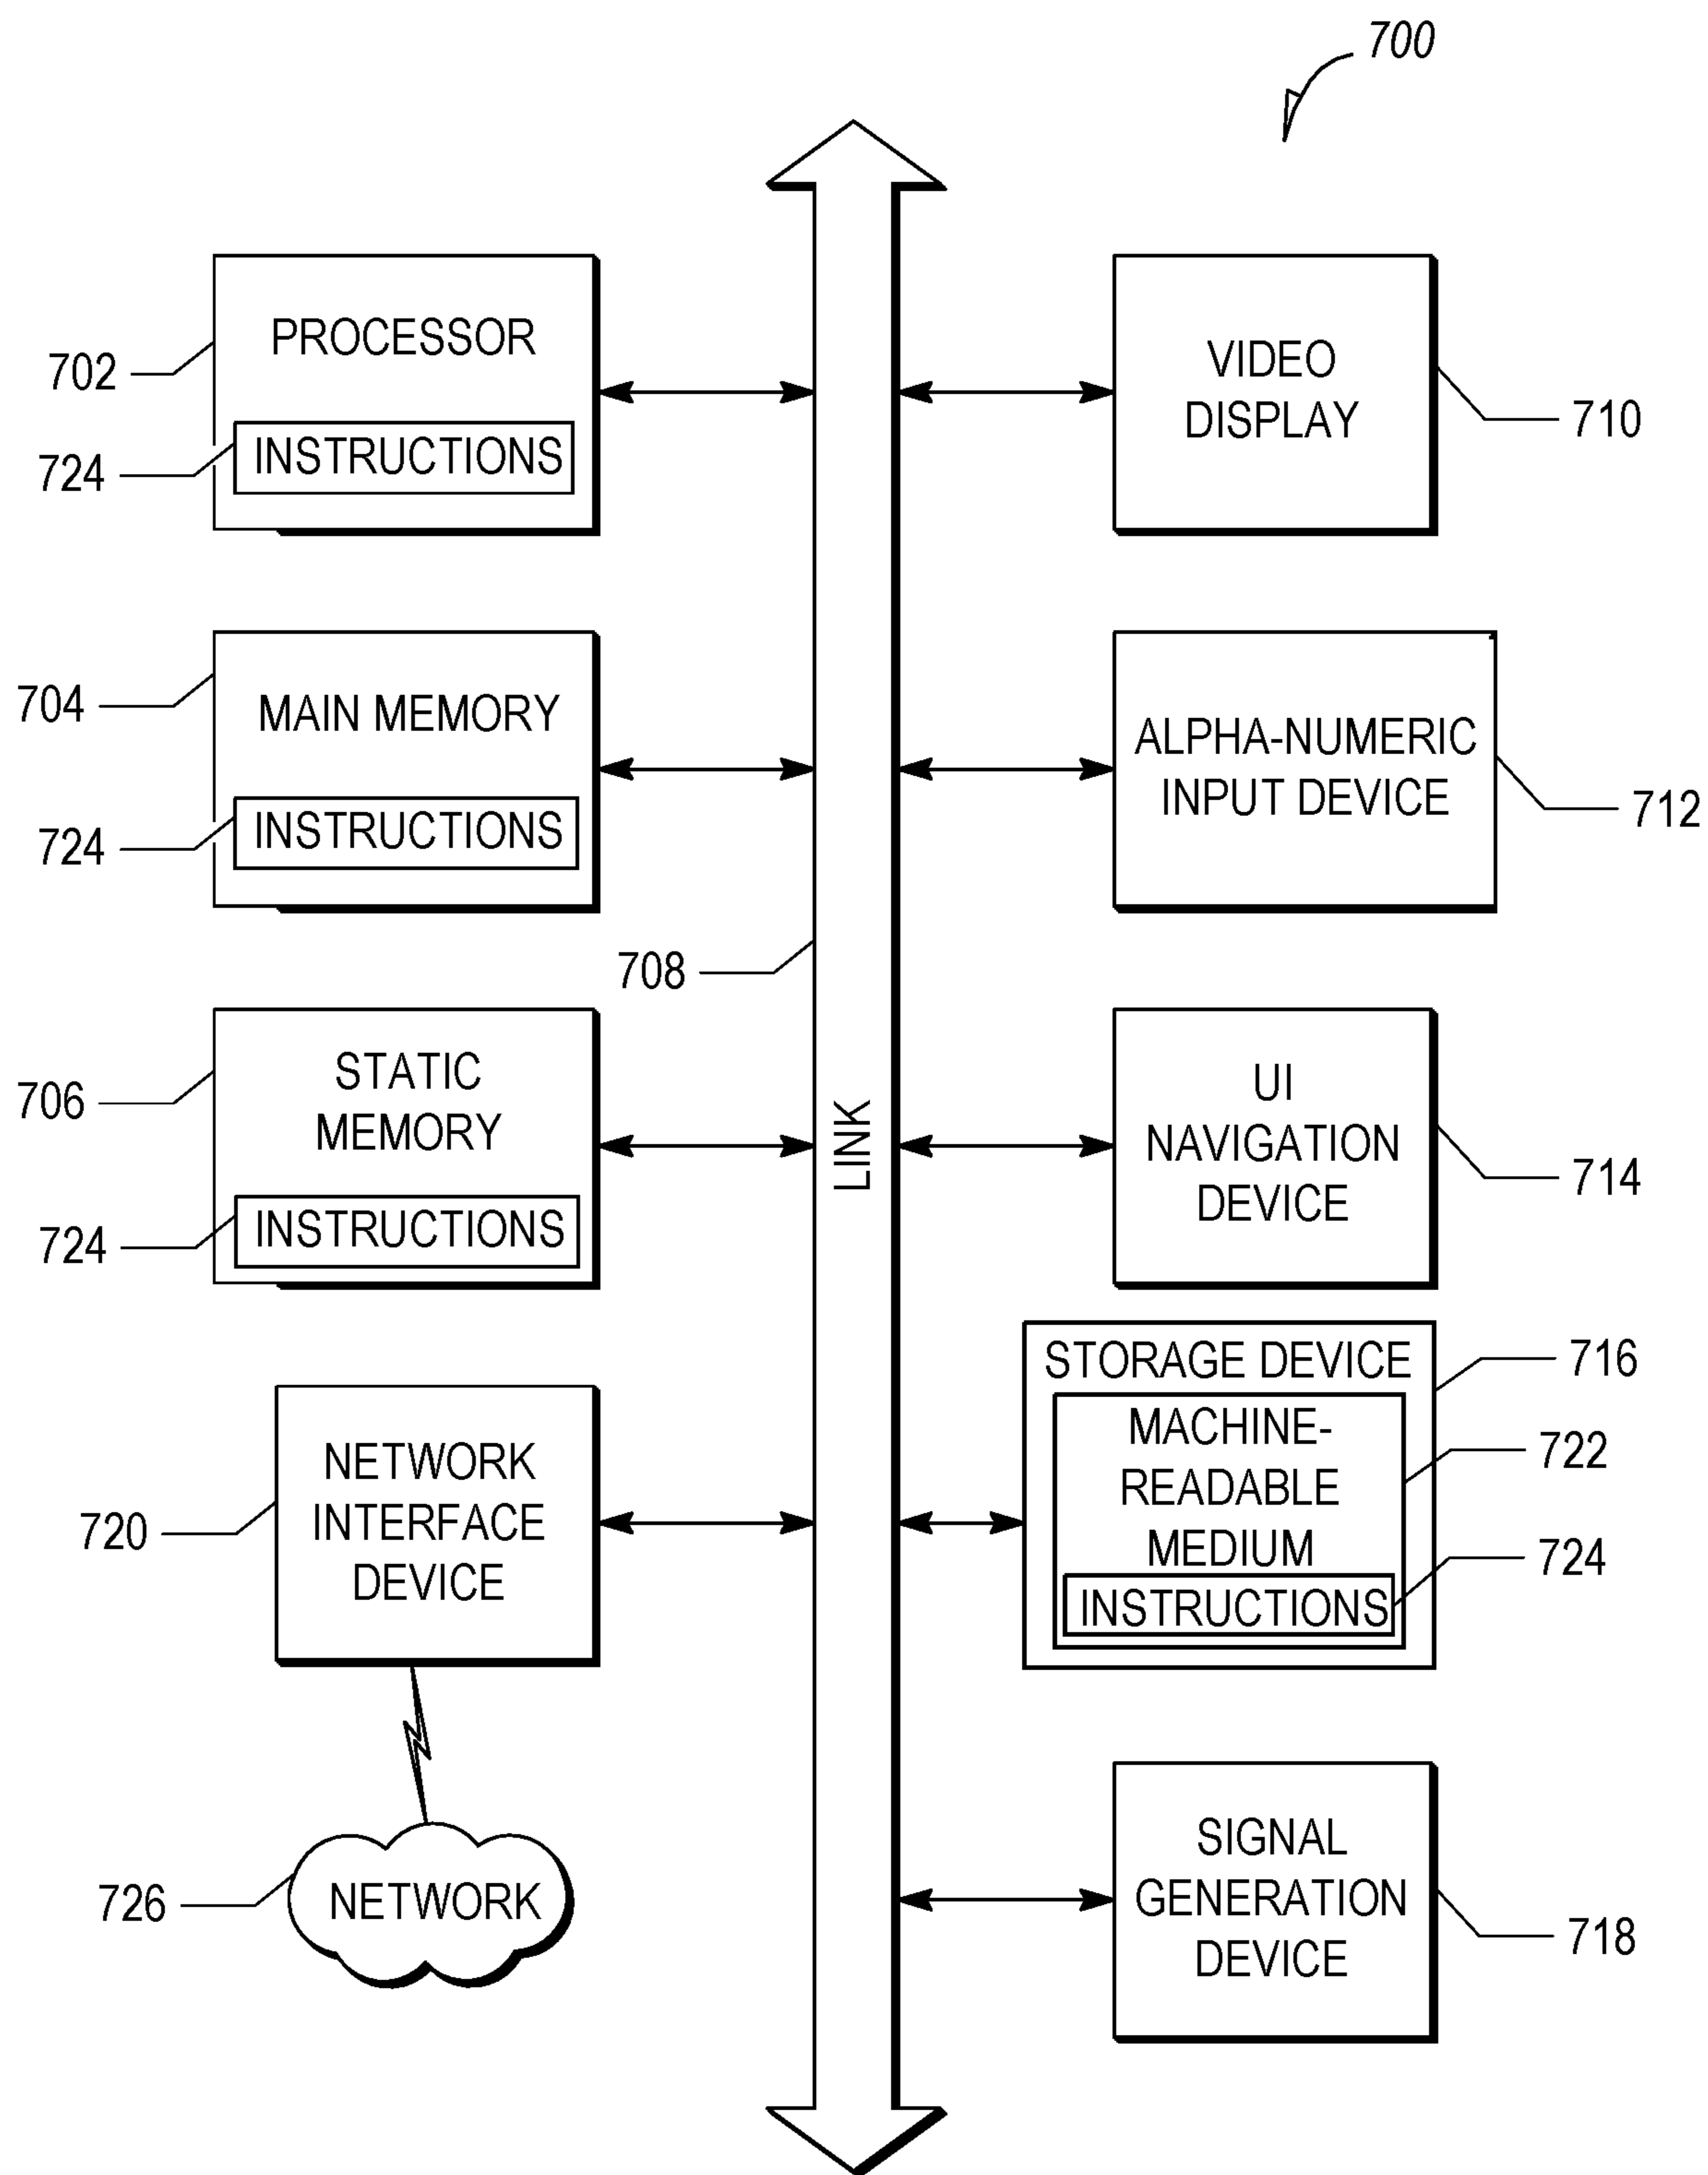 700
PROCESSOR
702
INSTRUCTIONS
724
VIDEO
DISPLAY
710
MAIN MEMORY
704
INSTRUCTIONS
724
ALPHA-NUMERIC
INPUT DEVICE
712
708
LINK
STATIC
MEMORY
706
INSTRUCTIONS
724
UI
NAVIGATION
DEVICE
714
NETWORK
INTERFACE
DEVICE
720
STORAGE DEVICE
716
MACHINE-
READABLE
MEDIUM
722
INSTRUCTIONS
724
NETWORK
726
SIGNAL
GENERATION
DEVICE
718